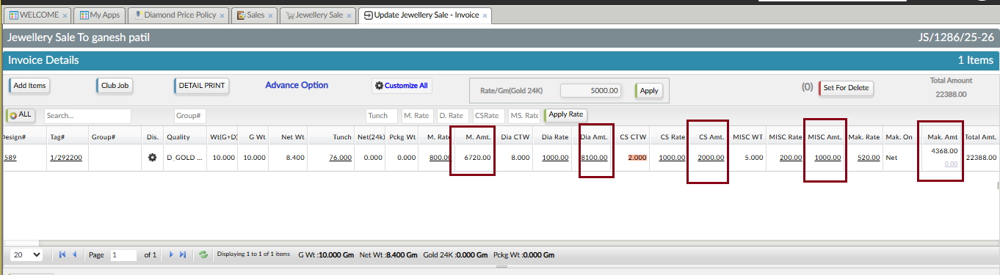 WELCOME × My Apps Diamond Price Policy × Sales × Jewellery Sale × Update Jewellery Sale - Invoice ×
Jewellery Sale To ganesh patil JS/1286/25-26
Invoice Details 1 Items
Add Items Club Job DETAIL PRINT Advance Option Customize All Rate/Gm(Gold 24K) 5000.00 Apply (0) Set For Delete Total Amount
22388.00
ALL Search... Group# Tunch M. Rate D. Rate CSRate MS. Rate Apply Rate
Design# Tag# Group# Dis. Quality Wt(G+D) G Wt Net Wt Tunch Net(24k) Pckg Wt M. Rate M. Amt. Dia CTW Dia Rate Dia Amt. CS CTW CS Rate CS Amt. MISC WT MISC Rate MISC Amt. Mak. Rate Mak. On Mak. Amt Total Amt.
589 1/292200 D_GOLD ... 10.000 10.000 8.400 76.000 0.000 0.000 800.00 6720.00 8.000 1000.00 8100.00 2.000 1000.00 2000.00 5.000 200.00 1000.00 520.00 Net 4368.00 22388.00
0.00
20 Page 1 of 1 Displaying 1 to 1 of 1 items G Wt :10.000 Gm Net Wt :8.400 Gm Gold 24K :0.000 Gm Pckg Wt :0.000 Gm